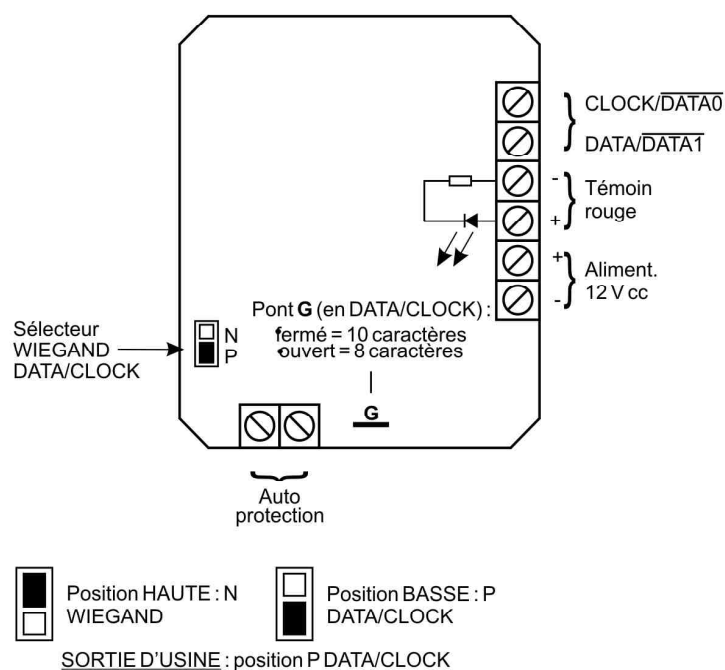 CLOCK/DATA0
DATA/DATA1
-
Témoin
rouge
+
+
Aliment.
12 V cc
-
Pont G (en DATA/CLOCK) :
fermé = 10 caractères
ouvert = 8 caractères
Sélecteur
WIEGAND
DATA/CLOCK
N
P
G
Auto
protection
Position HAUTE : N
WIEGAND
Position BASSE : P
DATA/CLOCK
SORTIE D'USINE : position P DATA/CLOCK